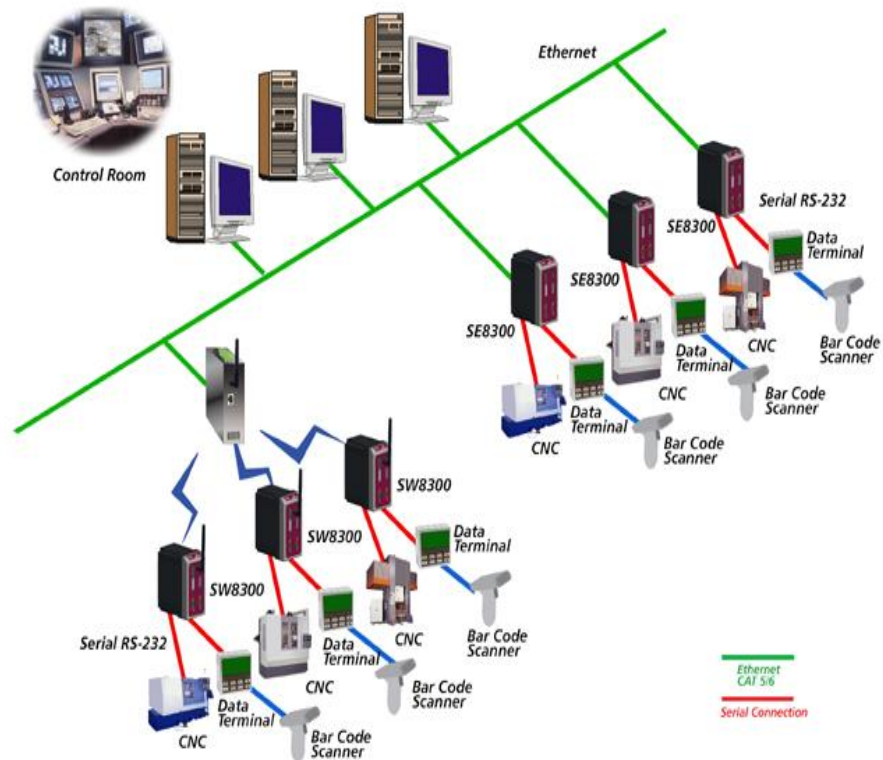 Ethernet
Control Room
Serial RS-232
SE8300
Data
Terminal
SE8300
CNC
Bar Code
Scanner
SE8300
Data
Terminal
CNC
Bar Code
Scanner
Data
Terminal
CNC
Bar Code
Scanner
SW8300
SW8300
Data
Terminal
SW8300
CNC
Bar Code
Scanner
Serial RS-232
Data
Terminal
CNC
Bar Code
Scanner
Data
Terminal
CNC
Bar Code
Scanner
Ethernet
CAT 5/6
Serial Connection